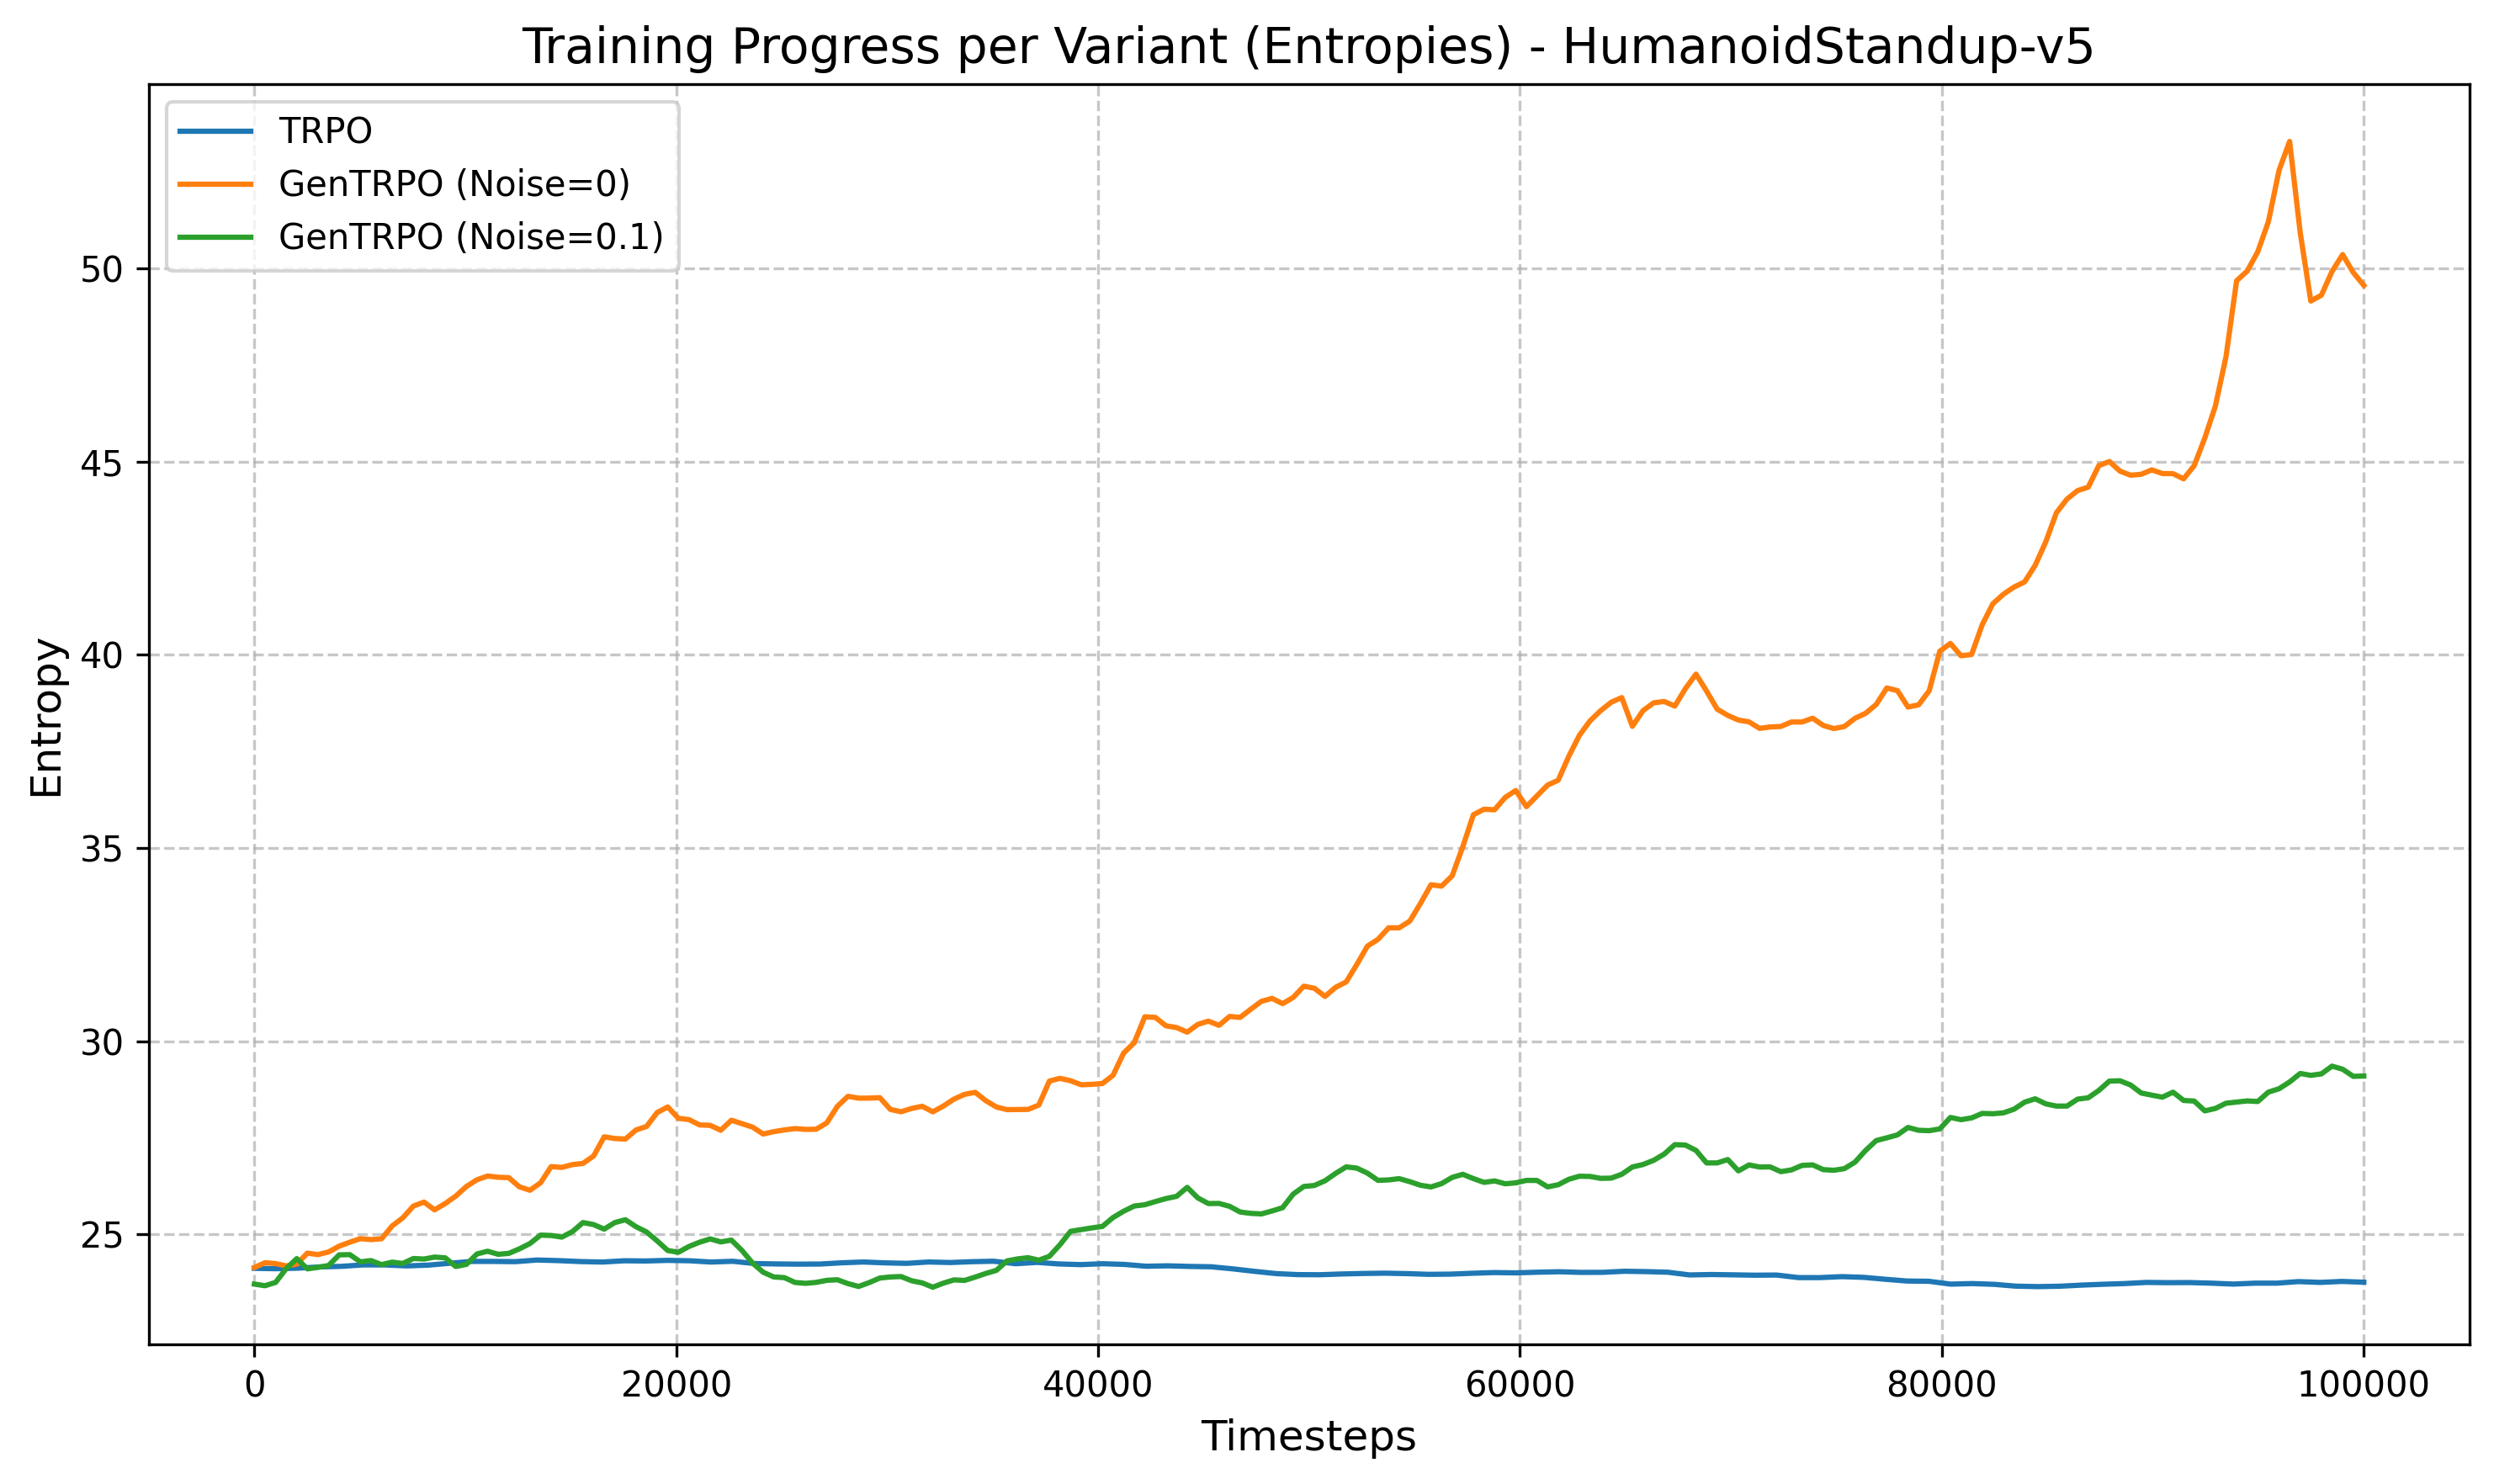 Training Progress per Variant (Entropies) - HumanoidStandup-v5
TRPO
GenTRPO (Noise=0)
GenTRPO (Noise=0.1)
Entropy
50
45
40
35
30
25
0 20000 40000 60000 80000 100000
Timesteps